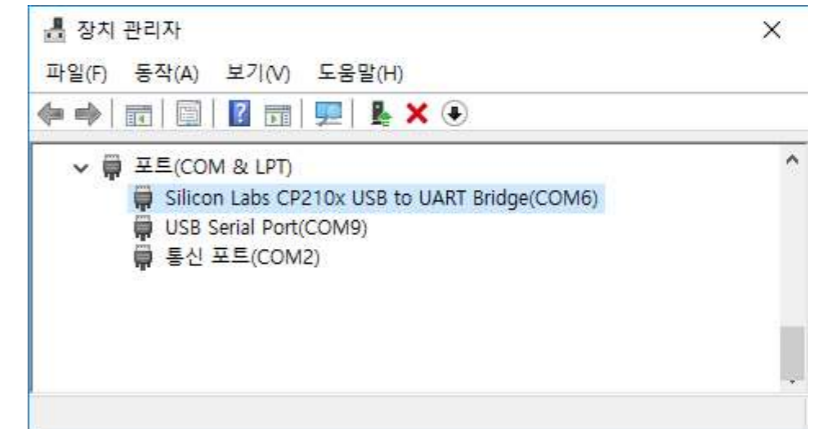 장치 관리자
파일(F) 동작(A) 보기(V) 도움말(H)
포트(COM & LPT)
Silicon Labs CP210x USB to UART Bridge(COM6)
USB Serial Port(COM9)
통신 포트(COM2)